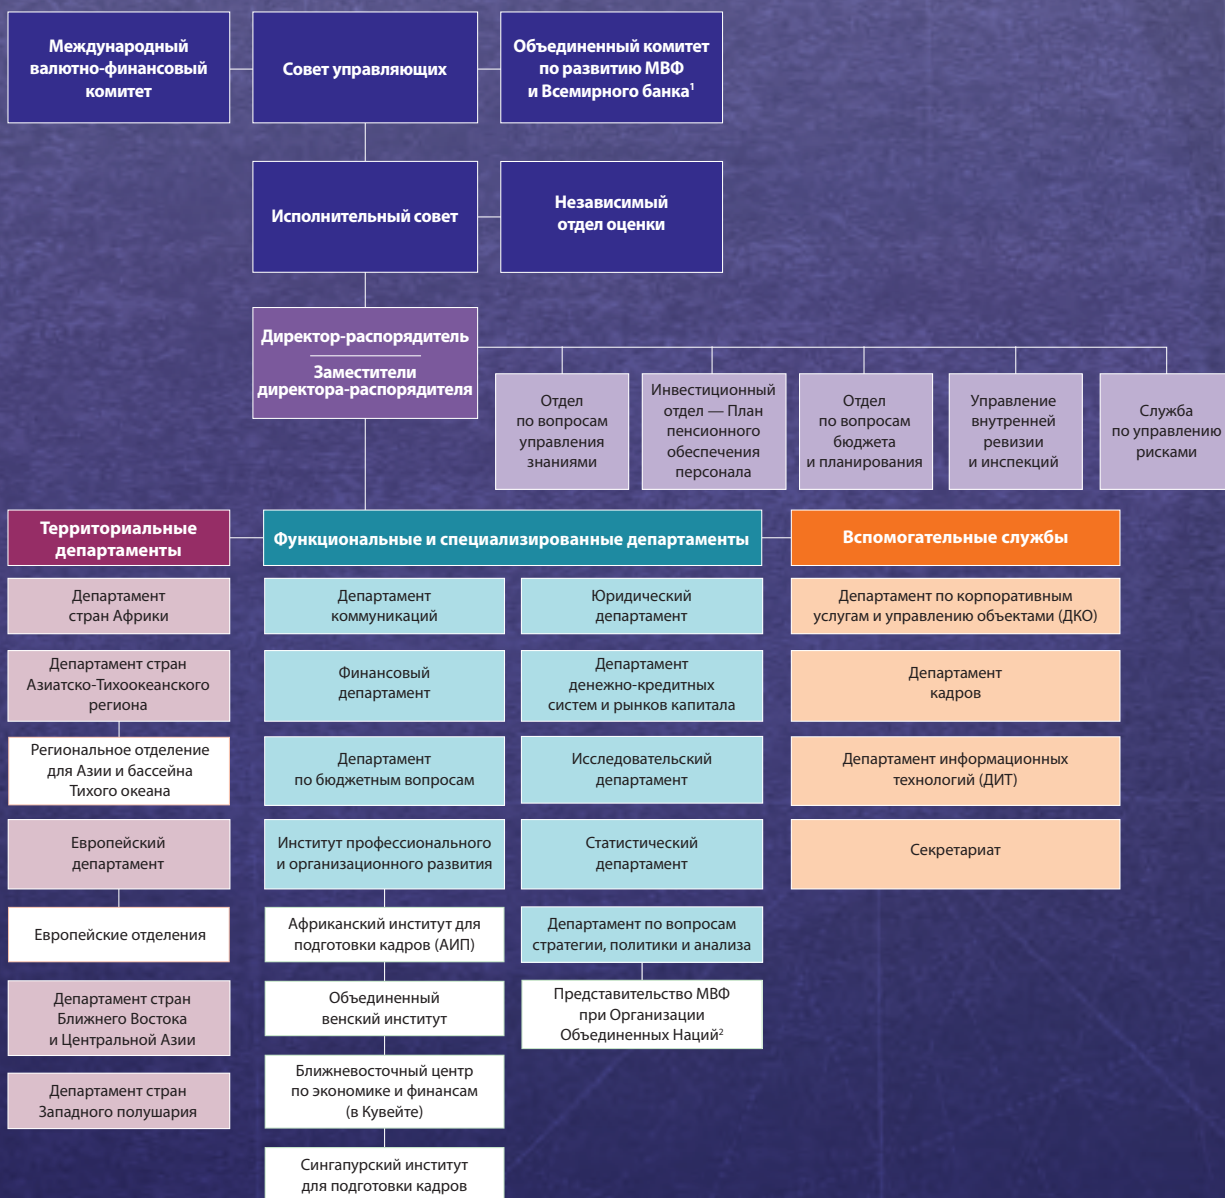 Международный
валютно-финансовый
комитет
Совет управляющих
Объединенный комитет
по развитию МВФ
и Всемирного банка¹
Исполнительный совет
Независимый
отдел оценки
Директор-распорядитель
Заместители
директора-распорядителя
Отдел
по вопросам
управления
знаниями
Инвестиционный
отдел — План
пенсионного
обеспечения
персонала
Отдел
по вопросам
бюджета
и планирования
Управление
внутренней
ревизии
и инспекций
Служба
по управлению
рисками
Территориальные
департаменты
Функциональные и специализированные департаменты
Вспомогательные службы
Департамент
стран Африки
Департамент стран
Азиатско-Тихоокеанского
региона
Региональное отделение
для Азии и бассейна
Тихого океана
Европейский
департамент
Европейские отделения
Департамент стран
Ближнего Востока
и Центральной Азии
Департамент стран
Западного полушария
Департамент
коммуникаций
Финансовый
департамент
Департамент
по бюджетным вопросам
Институт профессионального
и организационного развития
Африканский институт для
подготовки кадров (АИП)
Объединенный
венский институт
Ближневосточный центр
по экономике и финансам
(в Кувейте)
Сингапурский институт
для подготовки кадров
Юридический
департамент
Департамент
денежно-кредитных
систем и рынков капитала
Исследовательский
департамент
Статистический
департамент
Департамент по вопросам
стратегии, политики и анализа
Представительство МВФ
при Организации
Объединенных Наций²
Департамент по корпоративным
услугам и управлению объектами (ДКО)
Департамент
кадров
Департамент информационных
технологий (ДИТ)
Секретариат